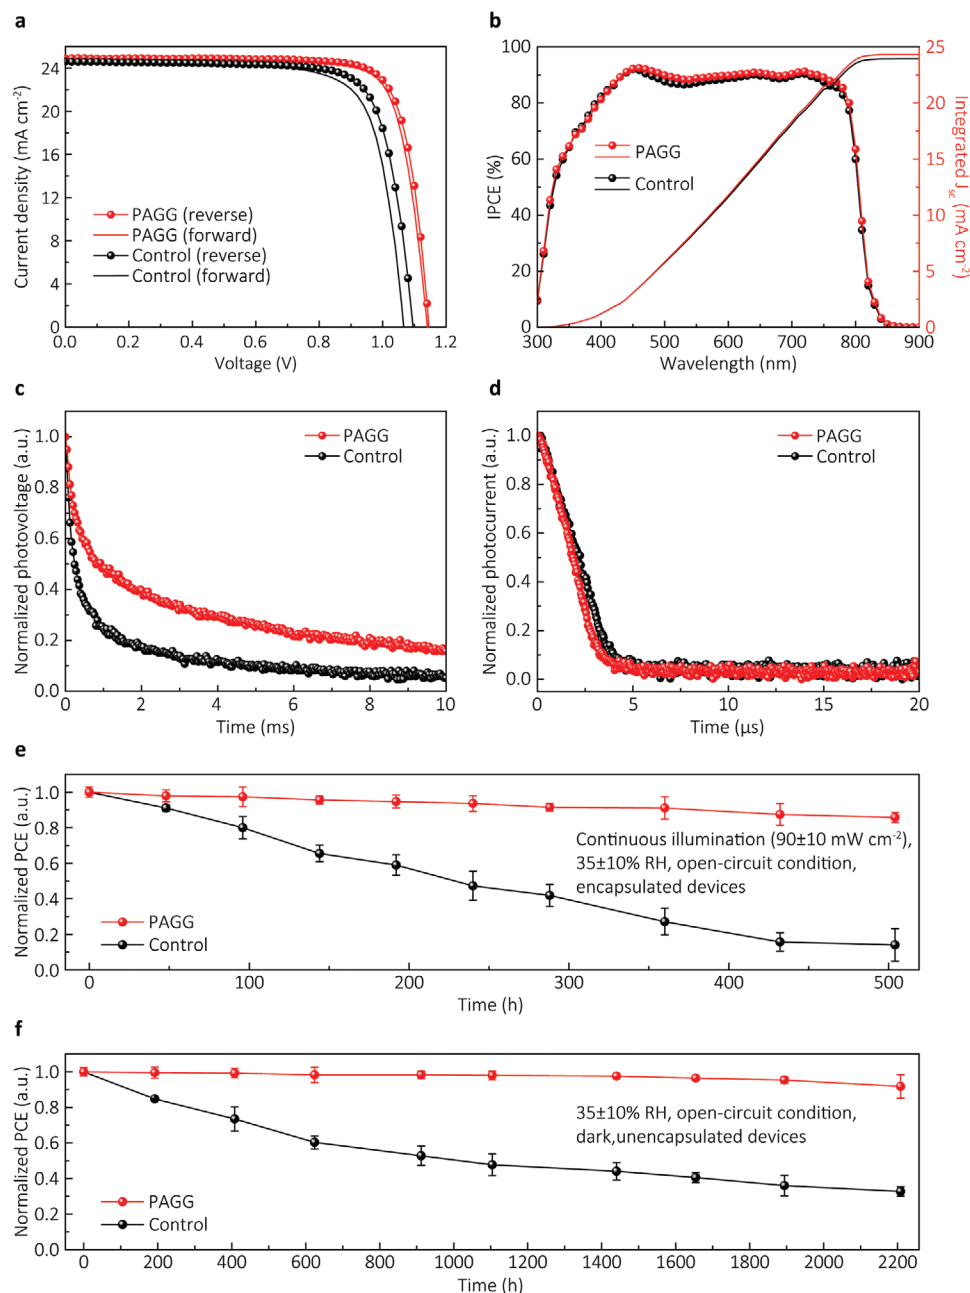 a
24
20
16
12
8
4
0
Current density (mA cm⁻²)
PAGG (reverse)
PAGG (forward)
Control (reverse)
Control (forward)
0.0 0.2 0.4 0.6 0.8 1.0 1.2
Voltage (V)
b
100
80
60
40
20
0
IPCE (%)
PAGG
Control
25
20
15
10
5
0
Integrated Jsc (mA cm⁻²)
300 400 500 600 700 800 900
Wavelength (nm)
c
1.0
0.8
0.6
0.4
0.2
0.0
Normalized photovoltage (a.u.)
PAGG
Control
0 2 4 6 8 10
Time (ms)
d
1.0
0.8
0.6
0.4
0.2
0.0
Normalized photocurrent (a.u.)
PAGG
Control
0 5 10 15 20
Time (µs)
e
1.0
0.8
0.6
0.4
0.2
0.0
Normalized PCE (a.u.)
Continuous illumination (90±10 mW cm⁻²),
35±10% RH, open-circuit condition,
encapsulated devices
PAGG
Control
0 100 200 300 400 500
Time (h)
f
1.0
0.8
0.6
0.4
0.2
0.0
Normalized PCE (a.u.)
35±10% RH, open-circuit condition,
dark,unencapsulated devices
PAGG
Control
0 200 400 600 800 1000 1200 1400 1600 1800 2000 2200
Time (h)